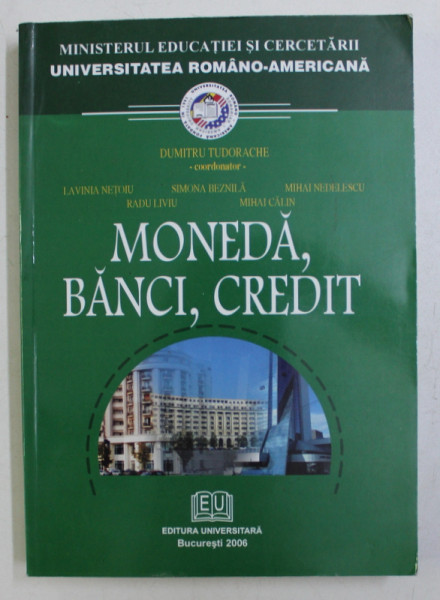 MINISTERUL EDUCAȚIEI ȘI CERCETĂRII
UNIVERSITATEA ROMÂNO-AMERICANĂ
DUMITRU TUDORACHE
- coordonator -
LAVINIA NEȚOIU SIMONA BEZNILĂ MIHAI NEDELESCU
RADU LIVIU MIHAI CĂLIN
MONEDĂ,
BĂNCI, CREDIT
EU
EDITURA UNIVERSITARĂ
București 2006